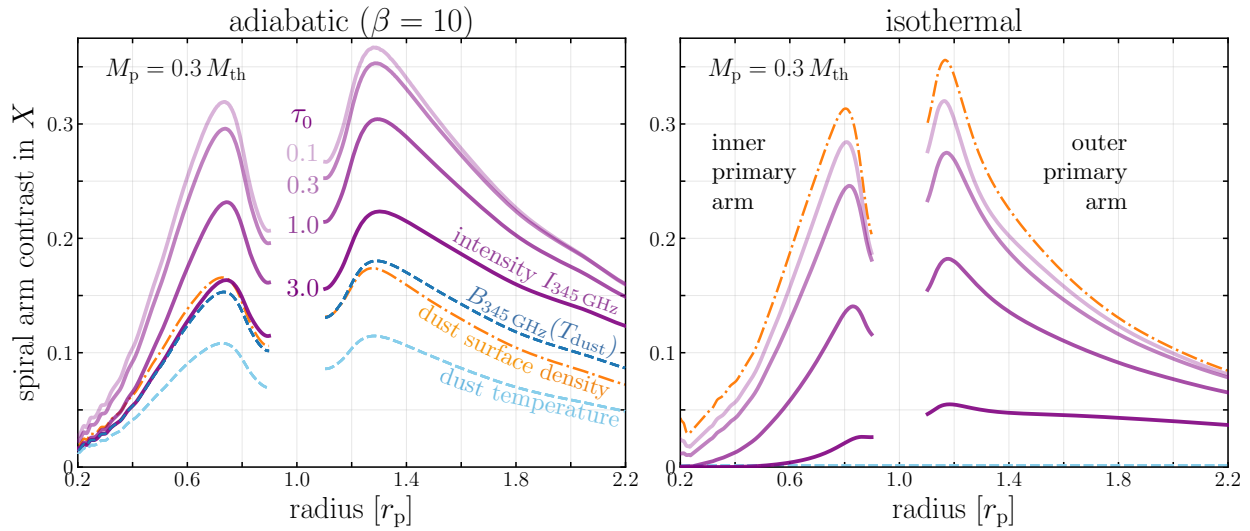 adiabatic (β = 10)
isothermal
spiral arm contrast in X
0.3
0.2
0.1
0
M_p = 0.3 M_th
τ_0
0.1
0.3
1.0
3.0
intensity I_345 GHz
B_345 GHz(T_dust)
dust surface density
dust temperature
0.2
0.6
1.0
1.4
1.8
2.2
radius [r_p]
0.3
0.2
0.1
0
M_p = 0.3 M_th
inner
primary
arm
outer
primary
arm
0.2
0.6
1.0
1.4
1.8
2.2
radius [r_p]